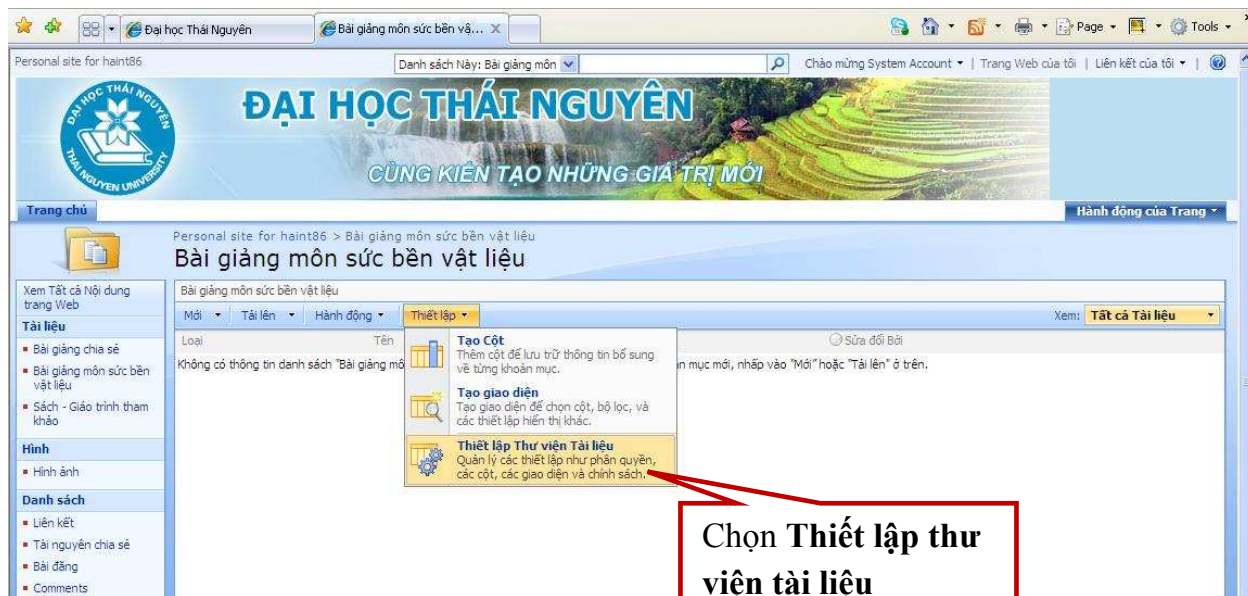 Đại học Thái Nguyên
Bài giảng môn sức bền vậ... X
Page
Tools
Personal site for haint86
Danh sách Này: Bài giảng môn
Chào mừng System Account
Trang Web của tôi
Liên kết của tôi
ĐẠI HỌC THÁI NGUYÊN
THAI NGUYEN UNIVERSITY
ĐẠI HỌC THÁI NGUYÊN
CÙNG KIẾN TẠO NHỮNG GIÁ TRỊ MỚI
Trang chủ
Hành động của Trang
Personal site for haint86 > Bài giảng môn sức bền vật liệu
Bài giảng môn sức bền vật liệu
Xem Tất cả Nội dung
trang Web
Tài liệu
Bài giảng chia sẻ
Bài giảng môn sức bền
vật liệu
Sách - Giáo trình tham
khảo
Hình
Hình ảnh
Danh sách
Liên kết
Tài nguyên chia sẻ
Bài đăng
Comments
Bài giảng môn sức bền vật liệu
Mới
Tải lên
Hành động
Thiết lập
Xem: Tất cả Tài liệu
Loại
Tên
Sửa đổi Bởi
Không có thông tin danh sách "Bài giảng mô
n mục mới, nhấp vào "Mới" hoặc "Tải lên" ở trên.
Tạo Cột
Thêm cột để lưu trữ thông tin bổ sung
về từng khoản mục.
Tạo giao diện
Tạo giao diện để chọn cột, bộ lọc, và
các thiết lập hiển thị khác.
Thiết lập Thư viện Tài liệu
Quản lý các thiết lập như phân quyền,
các cột, các giao diện và chính sách.
Chọn Thiết lập thư
viện tài liệu